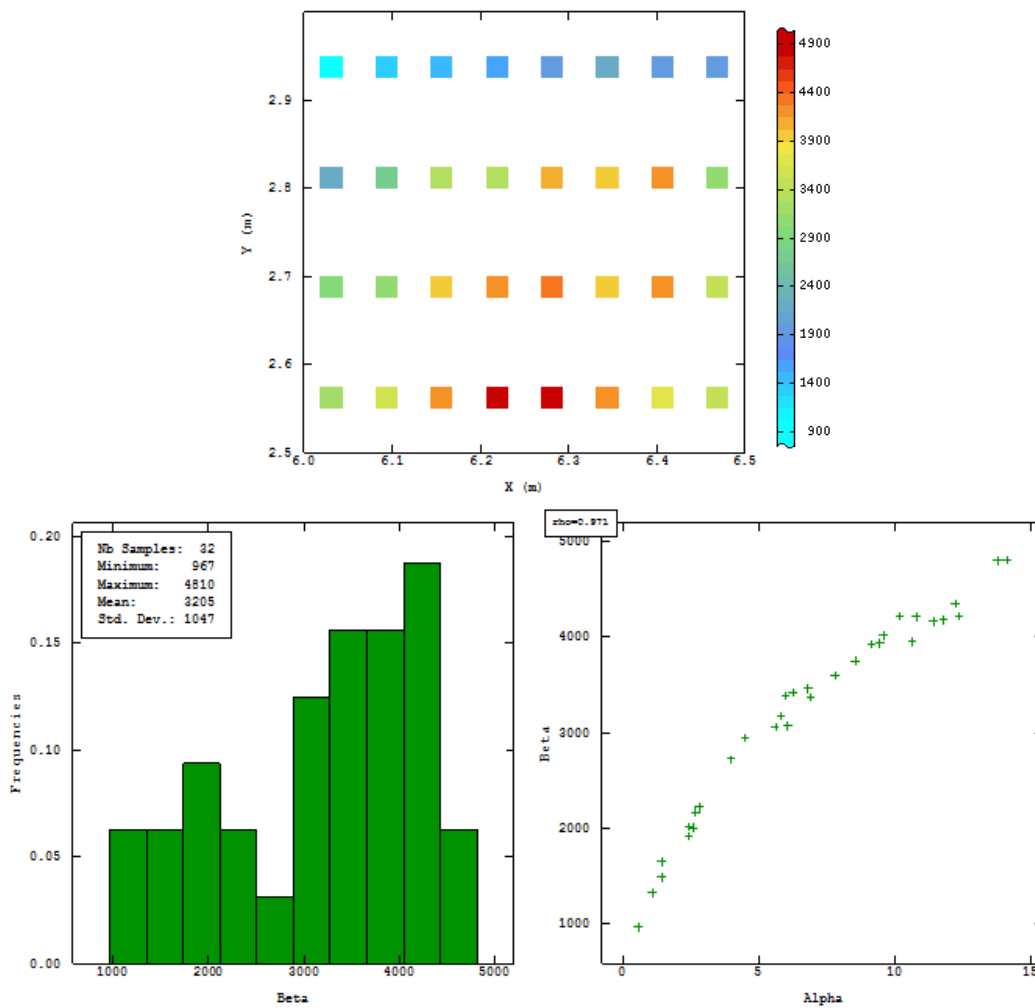 4900
4400
3900
3400
2900
2400
1900
1400
900
2.9
2.8
2.7
2.6
2.5
Y (m)
6.0 6.1 6.2 6.3 6.4 6.5
X (m)
Nb Samples: 32
Minimum: 967
Maximum: 4810
Mean: 3205
Std. Dev.: 1047
0.20
0.15
0.10
0.05
0.00
Frequencies
1000 2000 3000 4000 5000
Beta
rho=0.971
5000
4000
3000
2000
1000
Beta
0 5 10 15
Alpha